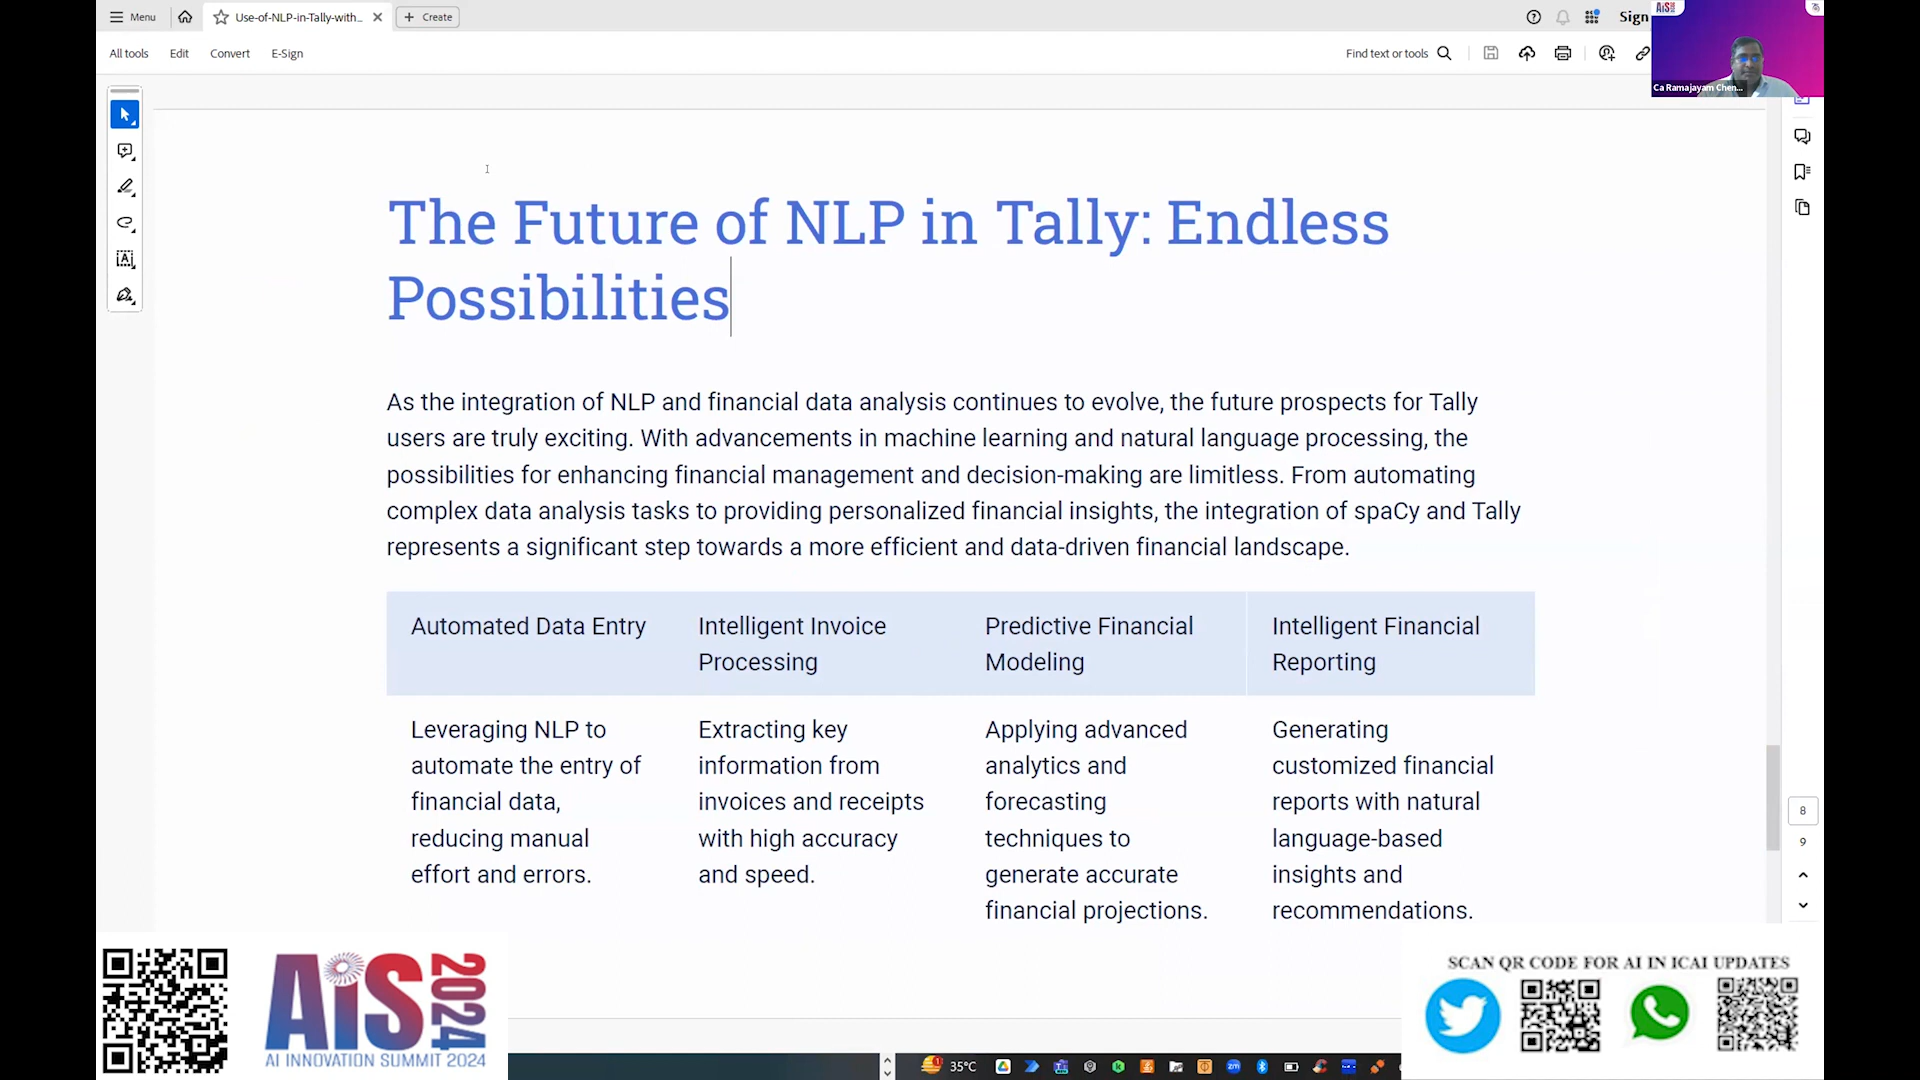 Menu
Use-of-NLP-in-Tally-with...
Create
Sign
All tools
Edit
Convert
E-Sign
Find text or tools
AiS
Ca Ramajayam Chen...
The Future of NLP in Tally: Endless
Possibilities
As the integration of NLP and financial data analysis continues to evolve, the future prospects for Tally
users are truly exciting. With advancements in machine learning and natural language processing, the
possibilities for enhancing financial management and decision-making are limitless. From automating
complex data analysis tasks to providing personalized financial insights, the integration of spaCy and Tally
represents a significant step towards a more efficient and data-driven financial landscape.
Automated Data Entry
Intelligent Invoice
Processing
Predictive Financial
Modeling
Intelligent Financial
Reporting
Leveraging NLP to
automate the entry of
financial data,
reducing manual
effort and errors.
Extracting key
information from
invoices and receipts
with high accuracy
and speed.
Applying advanced
analytics and
forecasting
techniques to
generate accurate
financial projections.
Generating
customized financial
reports with natural
language-based
insights and
recommendations.
8
9
AiS 2024
AI INNOVATION SUMMIT 2024
SCAN QR CODE FOR AI IN ICAI UPDATES
35°C